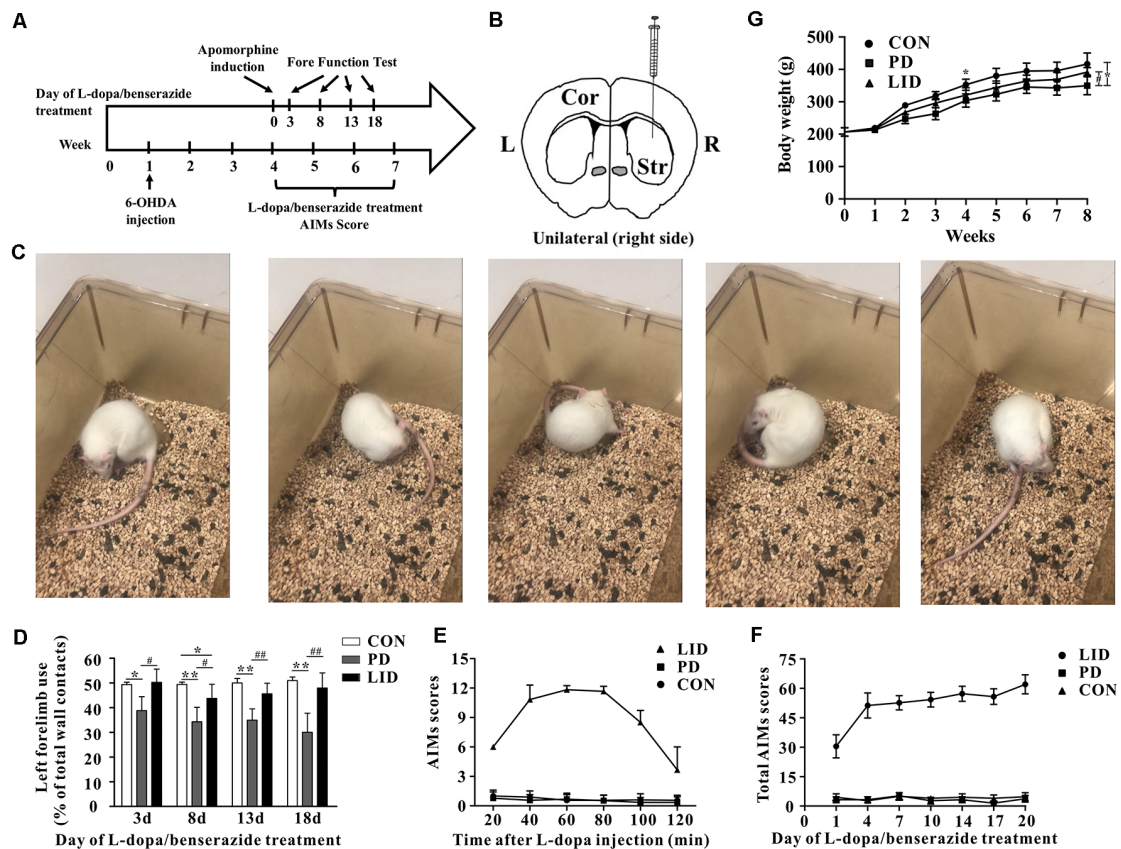 A
Apomorphine
induction
Fore Function Test
Day of L-dopa/benserazide
treatment
0 3 8 13 18
Week
0 1 2 3 4 5 6 7
6-OHDA
injection
L-dopa/benserazide treatment
AIMs Score
B
Cor
L
R
Str
Unilateral (right side)
G
500
400
300
200
100
0
Body weight (g)
CON
PD
LID
*
#
*
0 1 2 3 4 5 6 7 8
Weeks
C
D
CON
PD
LID
60
50
40
30
20
10
0
Left forelimb use
(% of total wall contacts)
* #
* ** #
** ##
** ##
3d 8d 13d 18d
Day of L-dopa/benserazide treatment
E
LID
PD
CON
15
12
9
6
3
0
AIMs scores
20 40 60 80 100 120
Time after L-dopa injection (min)
F
LID
PD
CON
75
60
45
30
15
0
Total AIMs scores
0 1 4 7 10 14 17 20
Day of L-dopa/benserazide treatment